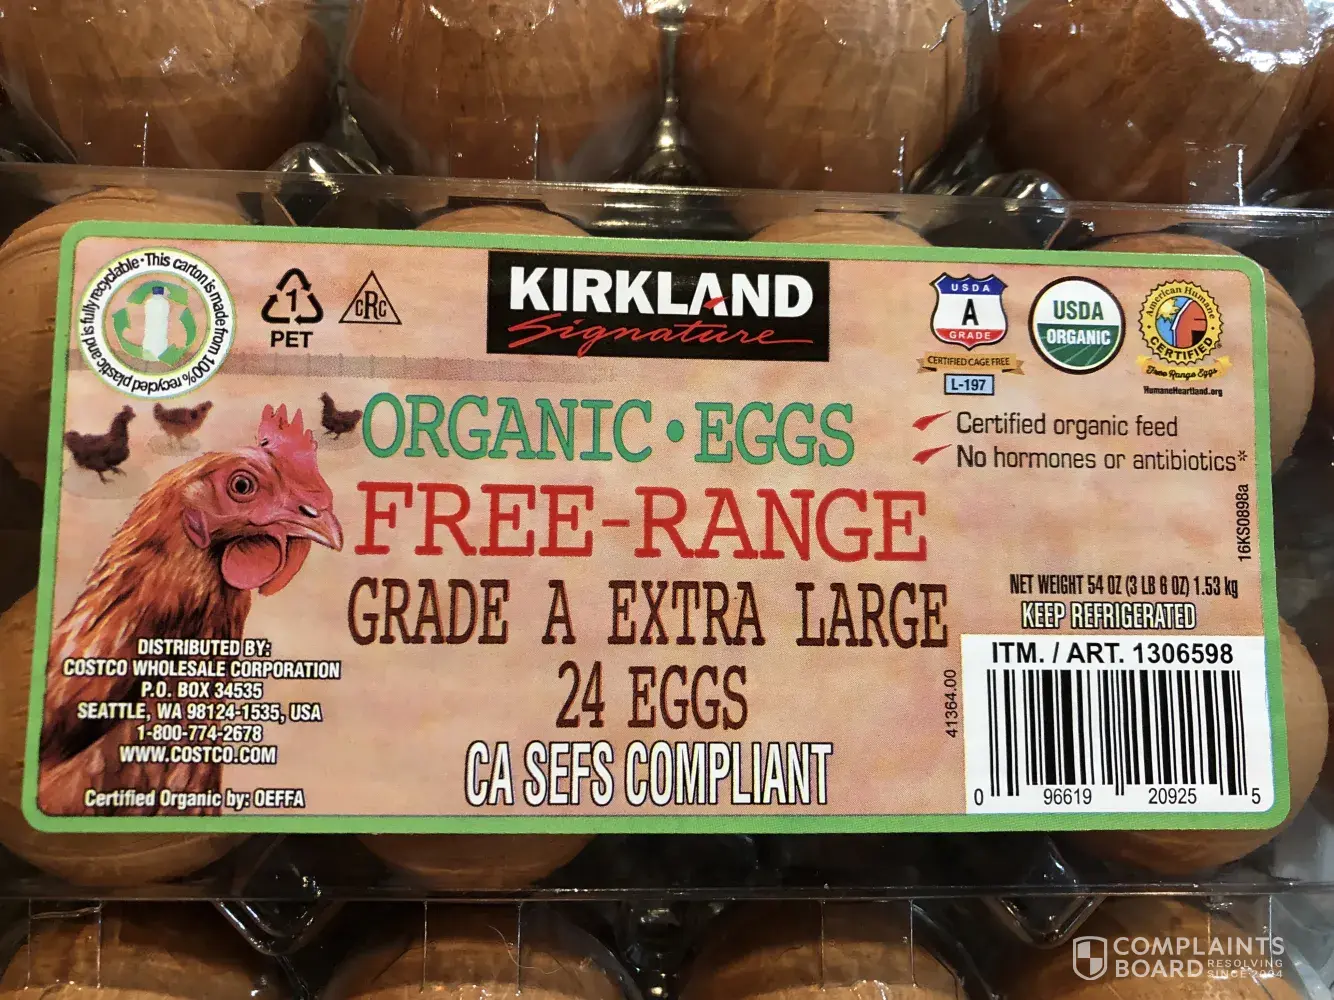 This carton is made from 100% recycled plastic and is fully recyclable
1
PET
CRC
KIRKLAND
Signature
USDA
A
GRADE
CERTIFIED CAGE FREE
L-197
USDA
ORGANIC
American Humane
CERTIFIED
Free Range Eggs
HumaneHeartland.org
ORGANIC • EGGS
FREE-RANGE
GRADE A EXTRA LARGE
24 EGGS
CA SEFS COMPLIANT
Certified organic feed
No hormones or antibiotics*
16KS0898a
NET WEIGHT 54 OZ (3 LB 6 OZ) 1.53 kg
KEEP REFRIGERATED
ITM. / ART. 1306598
41364.00
0 96619 20925 5
DISTRIBUTED BY:
COSTCO WHOLESALE CORPORATION
P.O. BOX 34535
SEATTLE, WA 98124-1535, USA
1-800-774-2678
WWW.COSTCO.COM
Certified Organic by: OEFFA
COMPLAINTS
BOARD RESOLVING
SINCE 2004